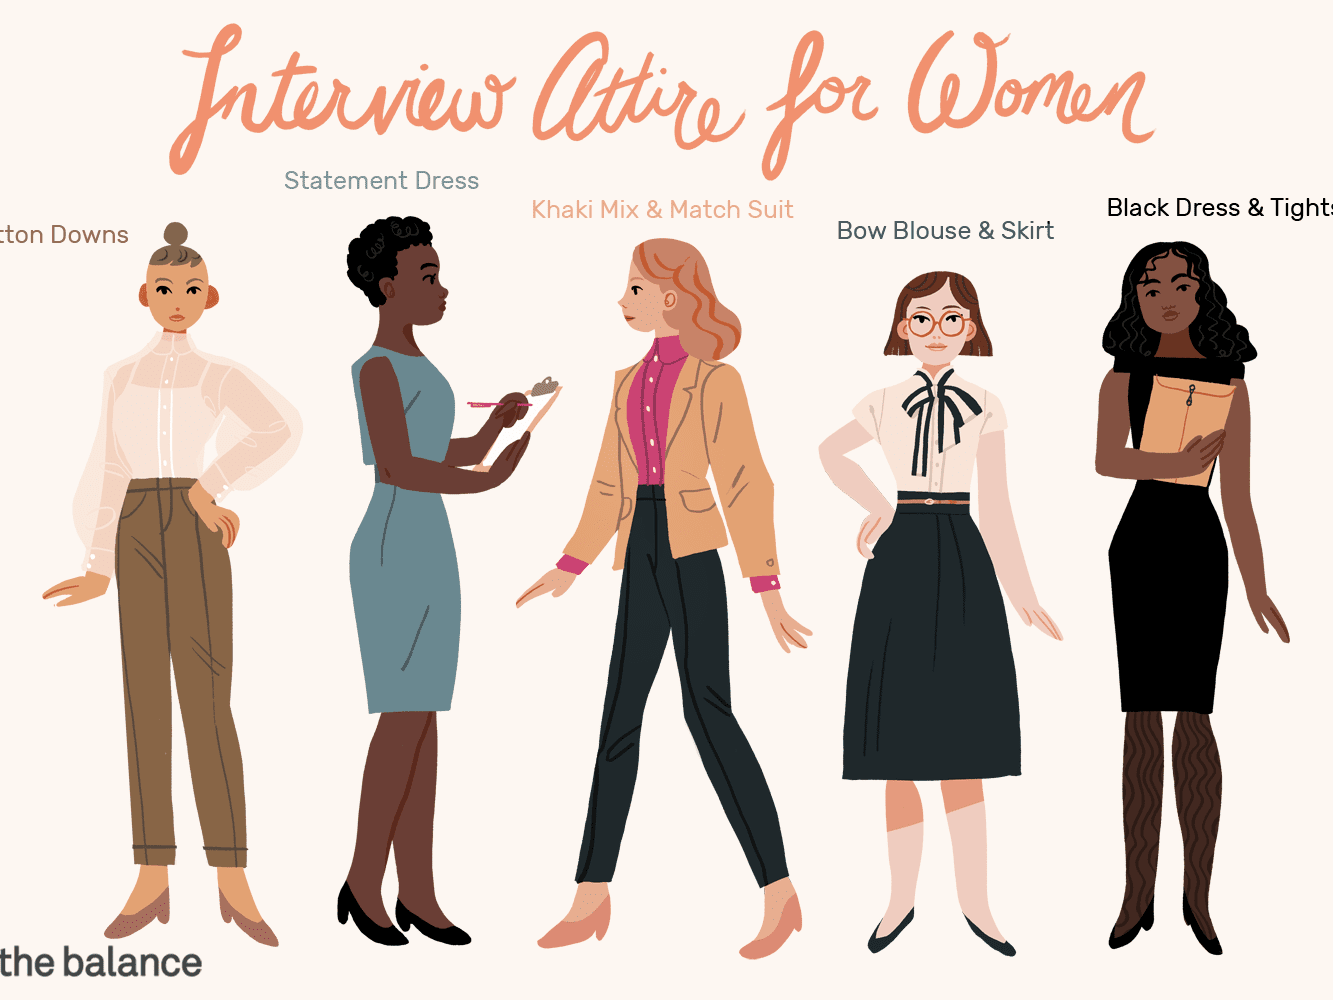 Interview Attire for Women
Statement Dress
Khaki Mix & Match Suit
Black Dress & Tights
tton Downs
Bow Blouse & Skirt
the balance